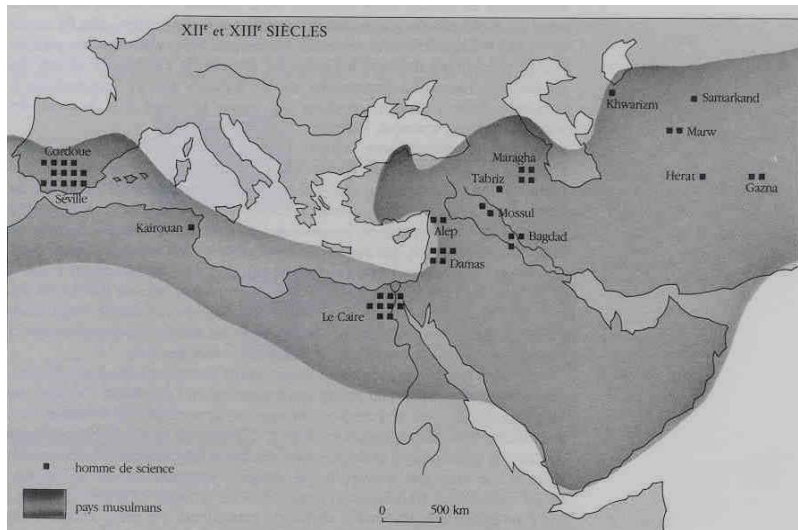 XIIe et XIIIe SIÈCLES
Khwarizm
Samarkand
Marw
Cordoue
Maragha
Tabriz
Herat
Gazna
Séville
Kairouan
Mossul
Alep
Bagdad
Damas
Le Caire
homme de science
pays musulmans
0 500 km